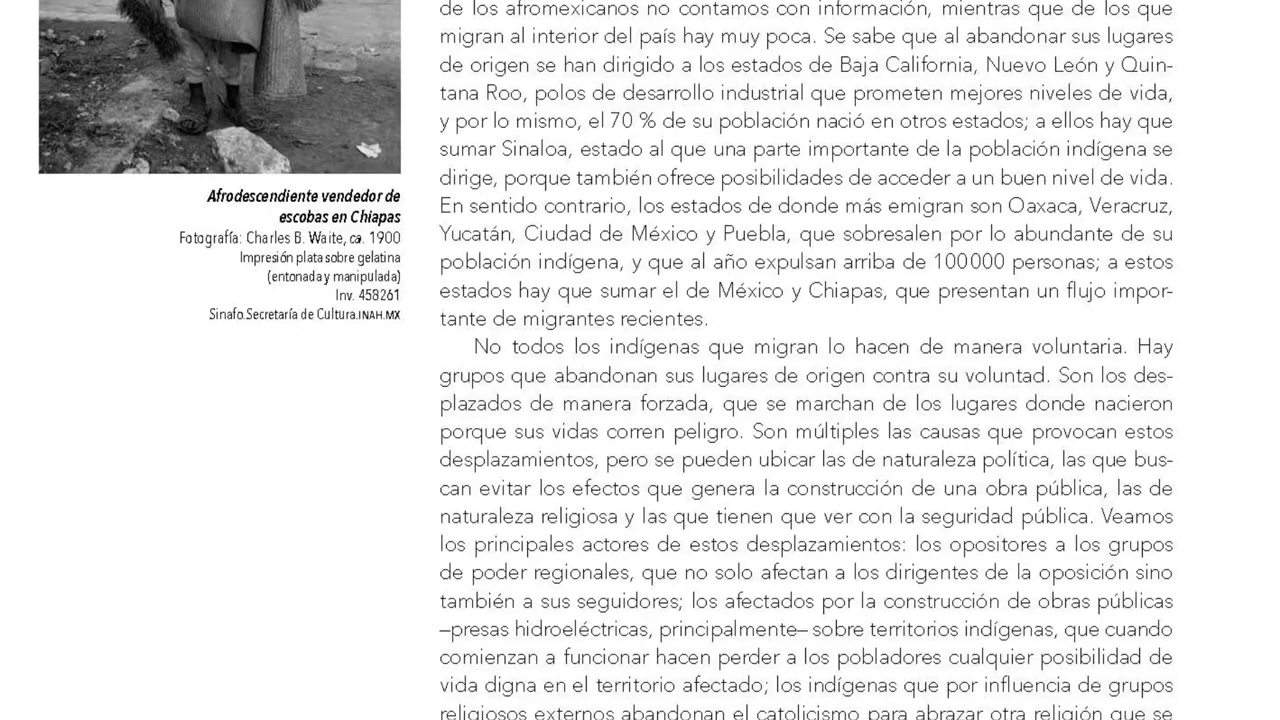 Afrodescendiente vendedor de
escobas en Chiapas
Fotografía: Charles B. Waite, ca. 1900
Impresión plata sobre gelatina
(entonada y manipulada)
Inv. 458261
Sinafo.Secretaría de Cultura.INAH.MX
de los afromexicanos no contamos con información, mientras que de los que
migran al interior del país hay muy poca. Se sabe que al abandonar sus lugares
de origen se han dirigido a los estados de Baja California, Nuevo León y Quin-
tana Roo, polos de desarrollo industrial que prometen mejores niveles de vida,
y por lo mismo, el 70 % de su población nació en otros estados; a ellos hay que
sumar Sinaloa, estado al que una parte importante de la población indígena se
dirige, porque también ofrece posibilidades de acceder a un buen nivel de vida.
En sentido contrario, los estados de donde más emigran son Oaxaca, Veracruz,
Yucatán, Ciudad de México y Puebla, que sobresalen por lo abundante de su
población indígena, y que al año expulsan arriba de 100000 personas; a estos
estados hay que sumar el de México y Chiapas, que presentan un flujo impor-
tante de migrantes recientes.
No todos los indígenas que migran lo hacen de manera voluntaria. Hay
grupos que abandonan sus lugares de origen contra su voluntad. Son los des-
plazados de manera forzada, que se marchan de los lugares donde nacieron
porque sus vidas corren peligro. Son múltiples las causas que provocan estos
desplazamientos, pero se pueden ubicar las de naturaleza política, las que bus-
can evitar los efectos que genera la construcción de una obra pública, las de
naturaleza religiosa y las que tienen que ver con la seguridad pública. Veamos
los principales actores de estos desplazamientos: los opositores a los grupos
de poder regionales, que no solo afectan a los dirigentes de la oposición sino
también a sus seguidores; los afectados por la construcción de obras públicas
–presas hidroeléctricas, principalmente– sobre territorios indígenas, que cuando
comienzan a funcionar hacen perder a los pobladores cualquier posibilidad de
vida digna en el territorio afectado; los indígenas que por influencia de grupos
religiosos externos abandonan el catolicismo para abrazar otra religión que se